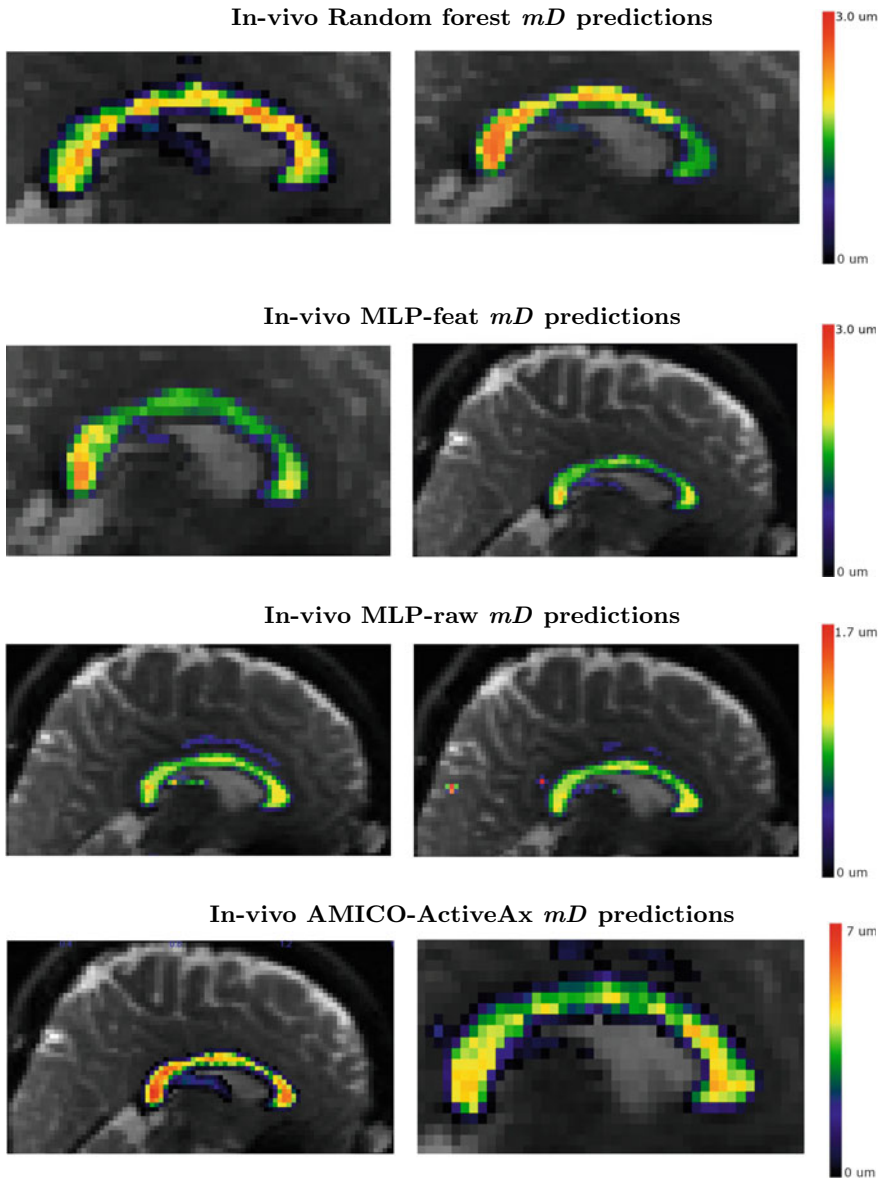 In-vivo Random forest mD predictions
3.0 um
0 um
In-vivo MLP-feat mD predictions
3.0 um
0 um
In-vivo MLP-raw mD predictions
1.7 um
0 um
In-vivo AMICO-ActiveAx mD predictions
7 um
0 um